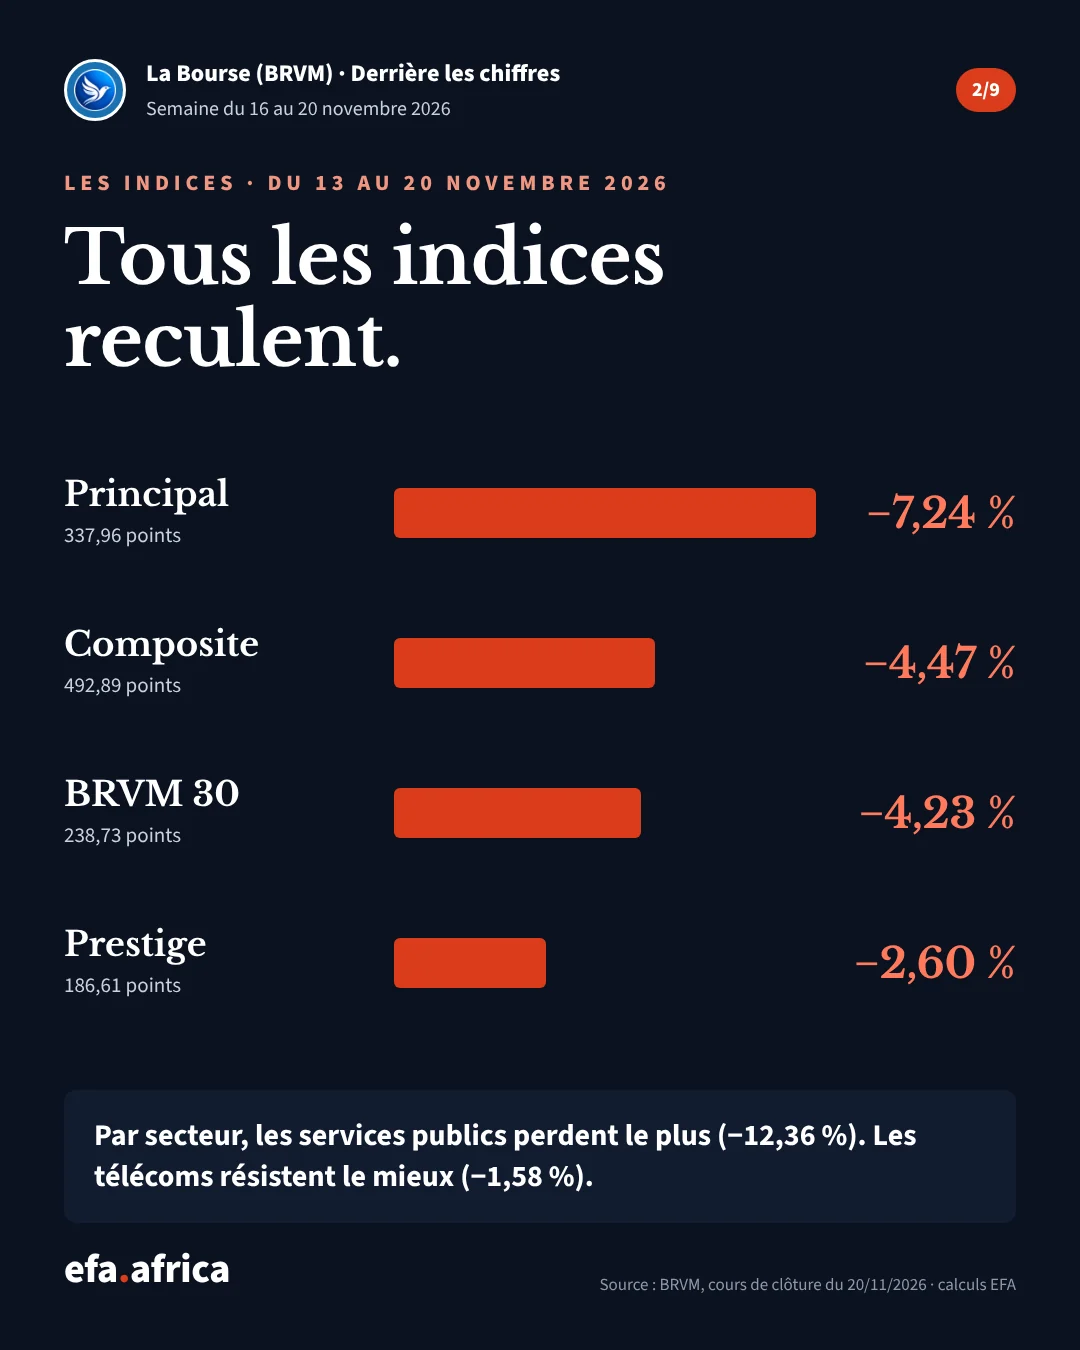 La Bourse (BRVM) · Derrière les chiffres
Semaine du 16 au 20 novembre 2026
2/9
LES INDICES · DU 13 AU 20 NOVEMBRE 2026
Tous les indices
reculent.
Principal
337,96 points
−7,24 %
Composite
492,89 points
−4,47 %
BRVM 30
238,73 points
−4,23 %
Prestige
186,61 points
−2,60 %
Par secteur, les services publics perdent le plus (−12,36 %). Les
télécoms résistent le mieux (−1,58 %).
efa.africa
Source : BRVM, cours de clôture du 20/11/2026 · calculs EFA